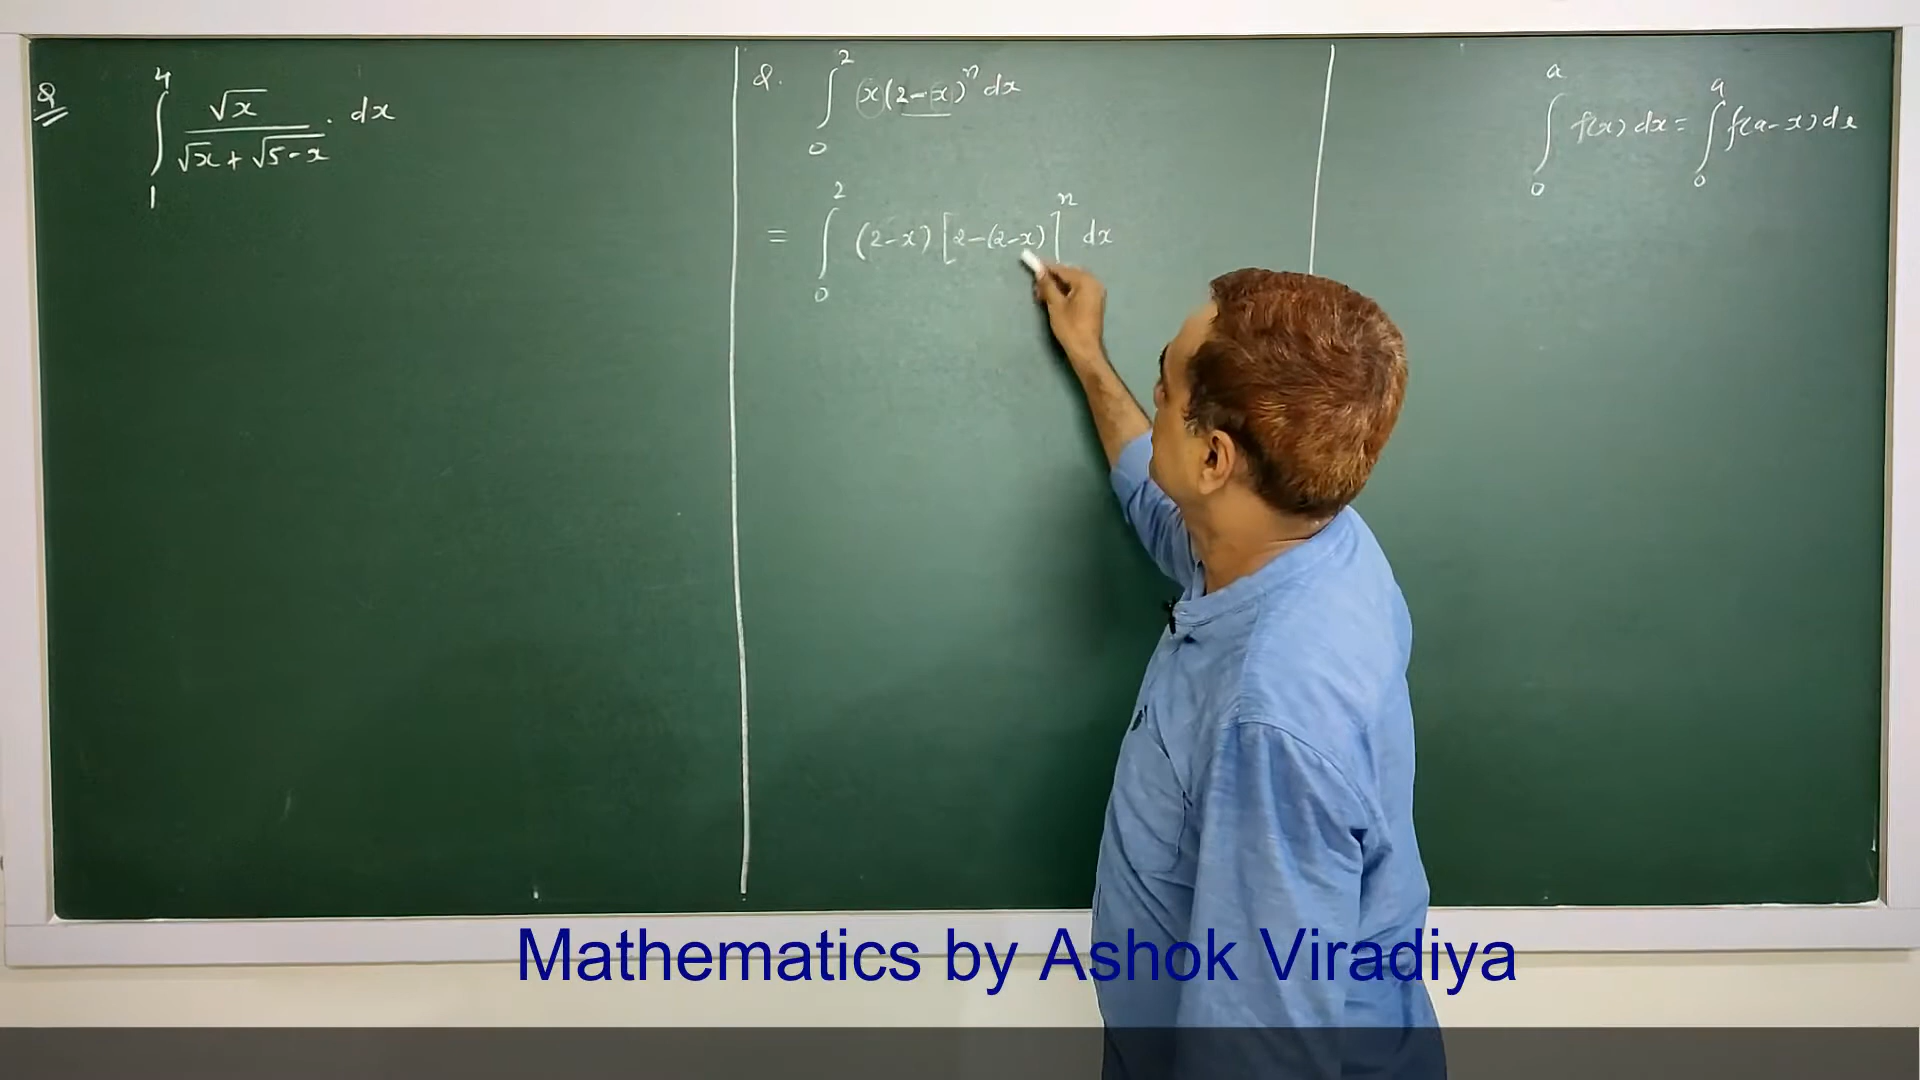 Q ∫₁⁴ √x / (√x + √5-x) . dx
Q. ∫₀² x(2-x)ⁿ dx
= ∫₀² (2-x) [2-(2-x)]ⁿ dx
∫₀ᵃ f(x) dx = ∫₀ᵃ f(a-x) dx
Mathematics by Ashok Viradiya